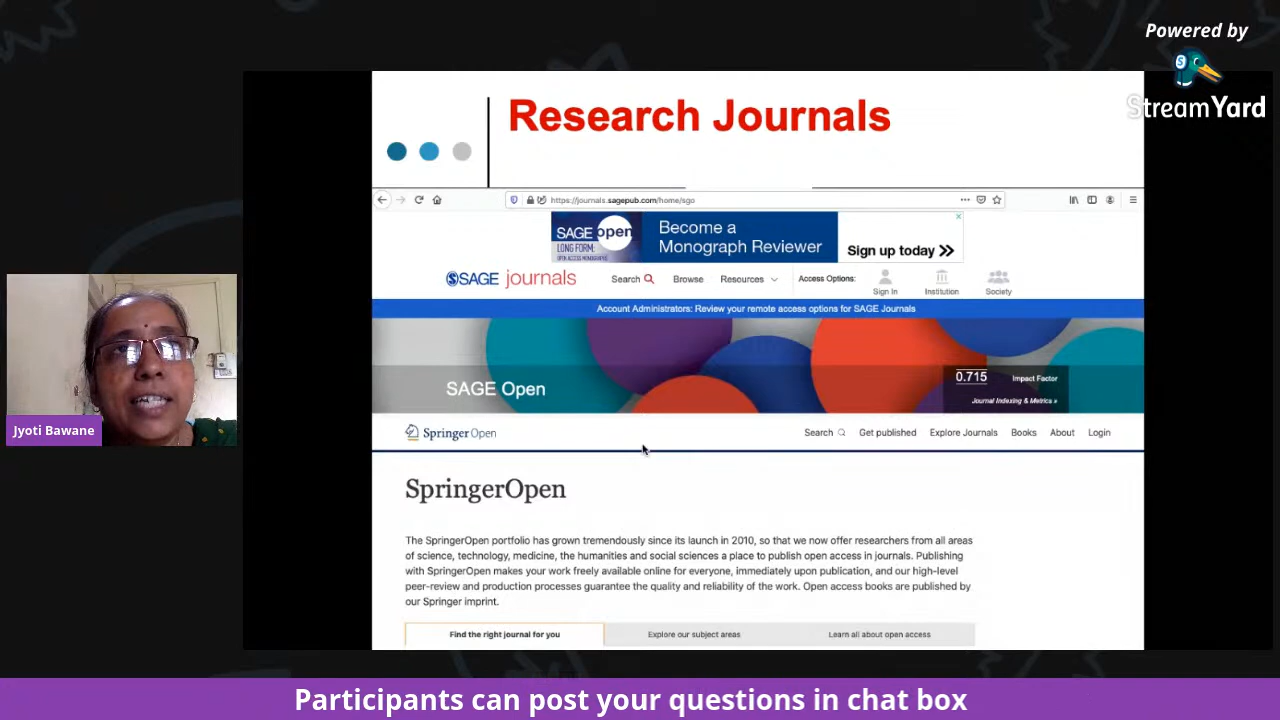 Powered by
StreamYard
Research Journals
https://journals.sagepub.com/home/sgo
SAGE open
LONG FORM:
OPEN ACCESS MONOGRAPHS
Become a
Monograph Reviewer
Sign up today
SAGE journals
Search
Browse
Resources
Access Options:
Sign In
Institution
Society
Account Administrators: Review your remote access options for SAGE Journals
SAGE Open
0.715
Impact Factor
Journal Indexing & Metrics »
Jyoti Bawane
Springer Open
Search
Get published
Explore Journals
Books
About
Login
SpringerOpen
The SpringerOpen portfolio has grown tremendously since its launch in 2010, so that we now offer researchers from all areas
of science, technology, medicine, the humanities and social sciences a place to publish open access in journals. Publishing
with SpringerOpen makes your work freely available online for everyone, immediately upon publication, and our high-level
peer-review and production processes guarantee the quality and reliability of the work. Open access books are published by
our Springer imprint.
Find the right journal for you
Explore our subject areas
Learn all about open access
Participants can post your questions in chat box